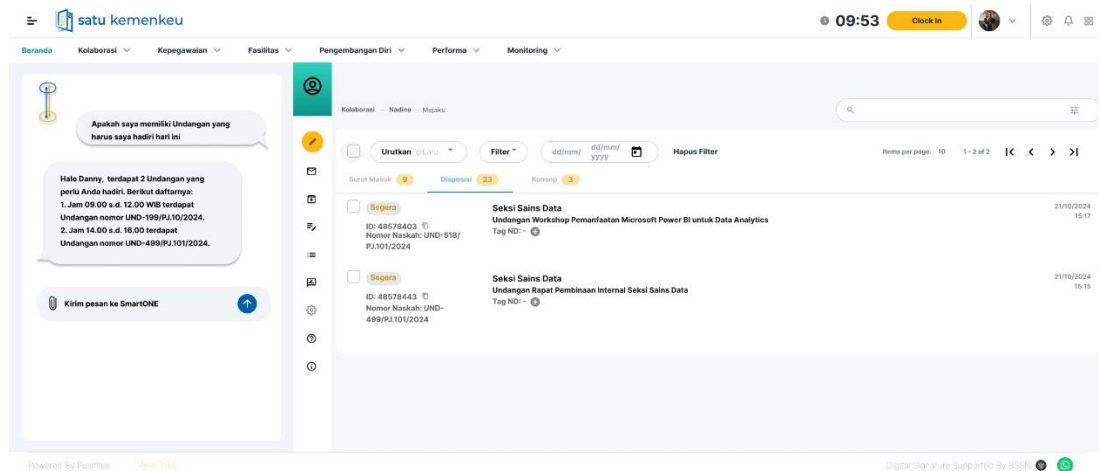 satu kemenkeu
09:53
Clock In
Beranda
Kolaborasi
Kepegawaian
Fasilitas
Pengembangan Diri
Performa
Monitoring
Apakah saya memiliki Undangan yang
harus saya hadiri hari ini
Halo Danny, terdapat 2 Undangan yang
perlu Anda hadiri. Berikut daftarnya:
1. Jam 09.00 s.d. 12.00 WIB terdapat
Undangan nomor UND-199/PJ.10/2024.
2. Jam 14.00 s.d. 16.00 terdapat
Undangan nomor UND-499/PJ.101/2024.
Kirim pesan ke SmartONE
Kolaborasi - Nadine - Mejaku
Urutkan Terbaru
Filter
dd/mm/
dd/mm/
yyyy
Hapus Filter
Items per page: 10
1 - 2 of 2
Surat Masuk 9
Disposisi 23
Konsep 3
Segera
ID: 48578403
Nomor Naskah: UND-518/
PJ.101/2024
Seksi Sains Data
Undangan Workshop Pemanfaatan Microsoft Power BI untuk Data Analytics
Tag ND: -
21/10/2024
15:17
Segera
ID: 48578443
Nomor Naskah: UND-
499/PJ.101/2024
Seksi Sains Data
Undangan Rapat Pembinaan Internal Seksi Sains Data
Tag ND: -
21/10/2024
15:15
Powered By Pusintek
Digital Signature Supported By BSSN